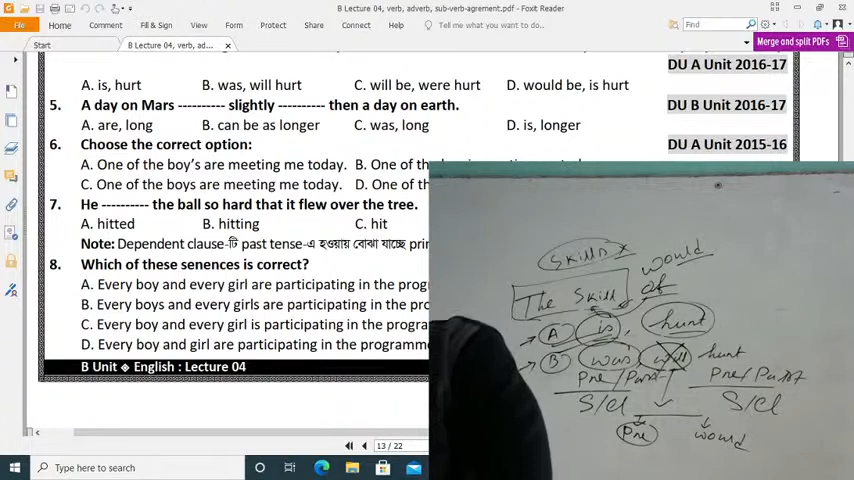 B Lecture 04, verb, adverb, sub-verb-agrement.pdf - Foxit Reader
File Home Comment Fill & Sign View Form Protect Share Connect Help Tell me what you want to do... Find
Start B Lecture 04, verb, adv... Merge and split PDFs
DU A Unit 2016-17
A. is, hurt B. was, will hurt C. will be, were hurt D. would be, is hurt
5. A day on Mars ---------- slightly ---------- then a day on earth. DU B Unit 2016-17
A. are, long B. can be as longer C. was, long D. is, longer
6. Choose the correct option: DU A Unit 2015-16
A. One of the boy's are meeting me today. B. One of the
C. One of the boys are meeting me today. D. One of th
7. He ---------- the ball so hard that it flew over the tree.
A. hitted B. hitting C. hit
Note: Dependent clause-টি past tense-এ হওয়ায় বোঝা যাচ্ছে prin
8. Which of these senences is correct?
A. Every boy and every girl are participating in the progr
B. Every boys and every girls are participating in the pro
C. Every boy and every girl is participating in the progra
D. Every boy and girl are participating in the programme
B Unit ❖ English : Lecture 04
Skills x
would
The Skill of
A is, hunt
B was will hunt
Pre/Past Pre/Past
S/Cl S/Cl
Pre would
13 / 22
Type here to search